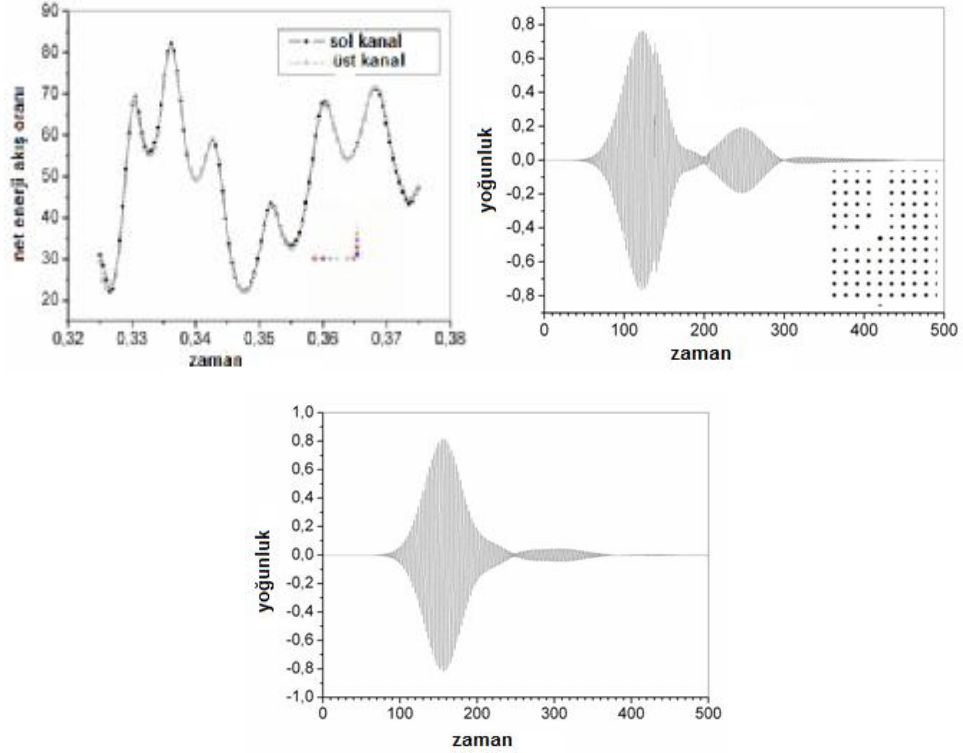 90
80
70
60
50
40
30
20
0,32 0,33 0,34 0,35 0,36 0,37 0,38
net enerji akış oranı
zaman
sol kanal
üst kanal
0,8
0,6
0,4
0,2
0,0
-0,2
-0,4
-0,6
-0,8
0 100 200 300 400 500
yoğunluk
zaman
1,0
0,8
0,6
0,4
0,2
0,0
-0,2
-0,4
-0,6
-0,8
-1,0
0 100 200 300 400 500
yoğunluk
zaman